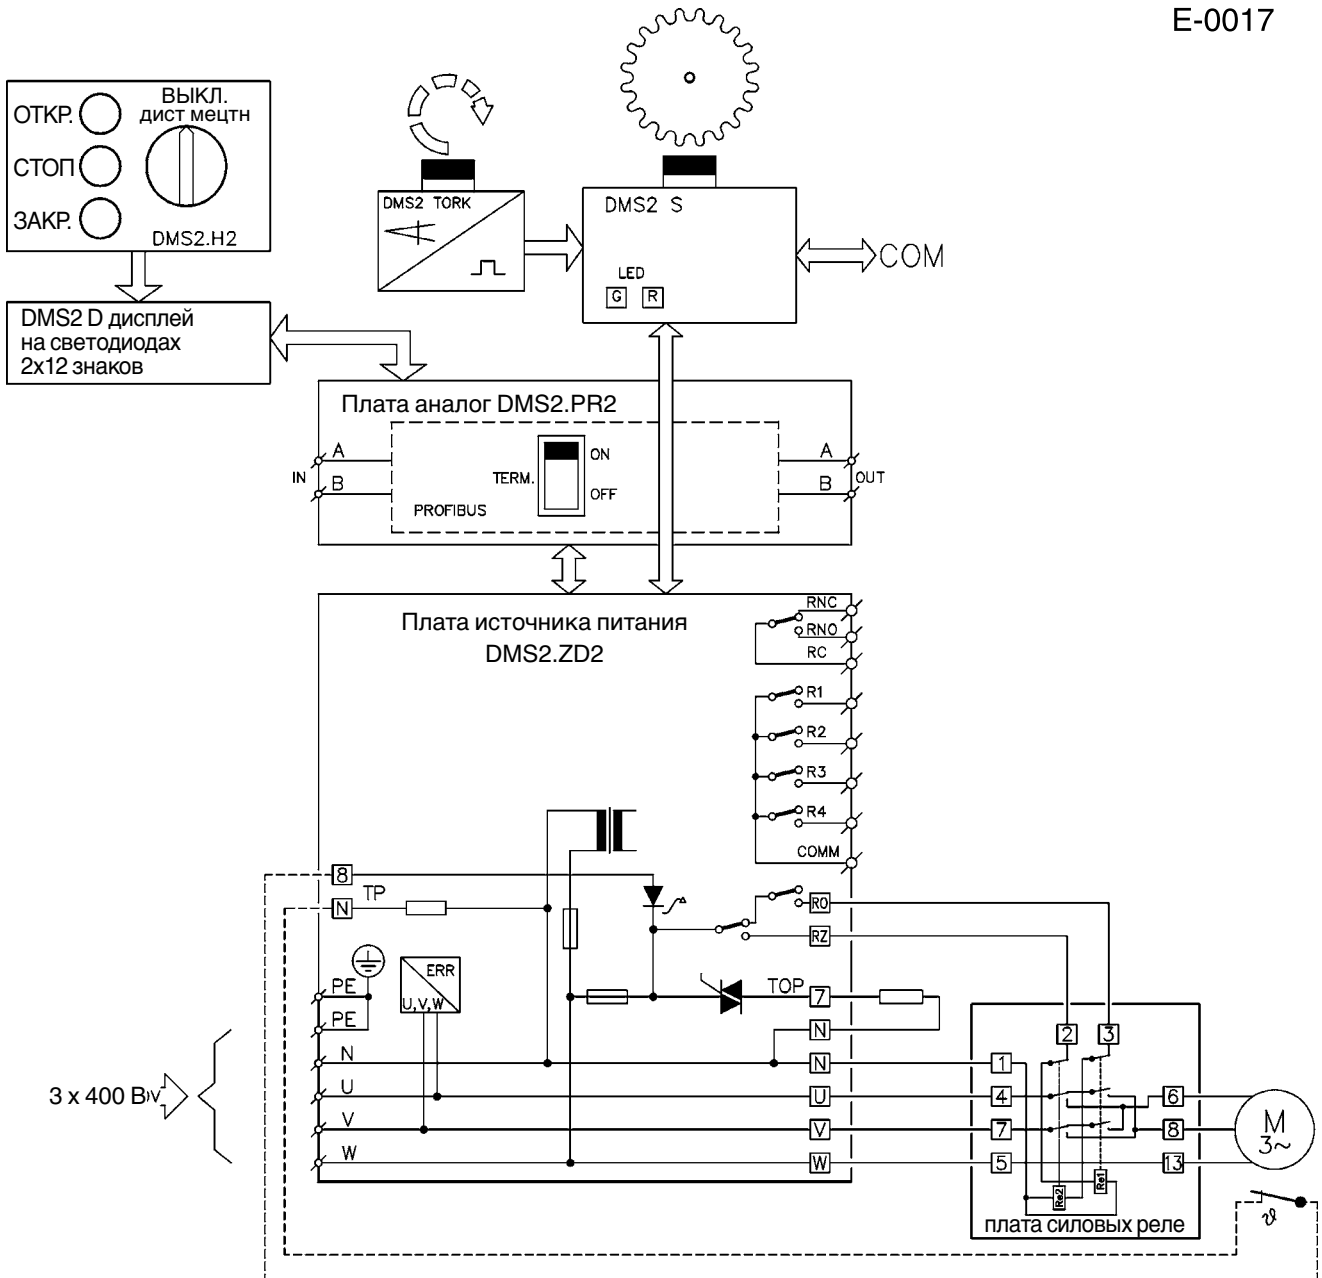 E-0017
ОТКР.
СТОП
ЗАКР.
ВЫКЛ.
дист мецтн
DMS2.H2
DMS2 D дисплей
на светодиодах
2x12 знаков
DMS2 TORK
DMS2 S
LED
G R
COM
Плата аналог DMS2.PR2
IN
A
B
TERM.
ON
OFF
PROFIBUS
A
B
OUT
Плата источника питания
DMS2.ZD2
RNC
RNO
RC
R1
R2
R3
R4
COMM
8
TP
N
RO
RZ
PE
PE
ERR
U,V,W
TOP
7
N
N
U
V
W
N
U
V
W
3 x 400 В
2
3
1
4
7
5
6
8
13
Re2
Re1
плата силовых реле
M
3~
ϑ